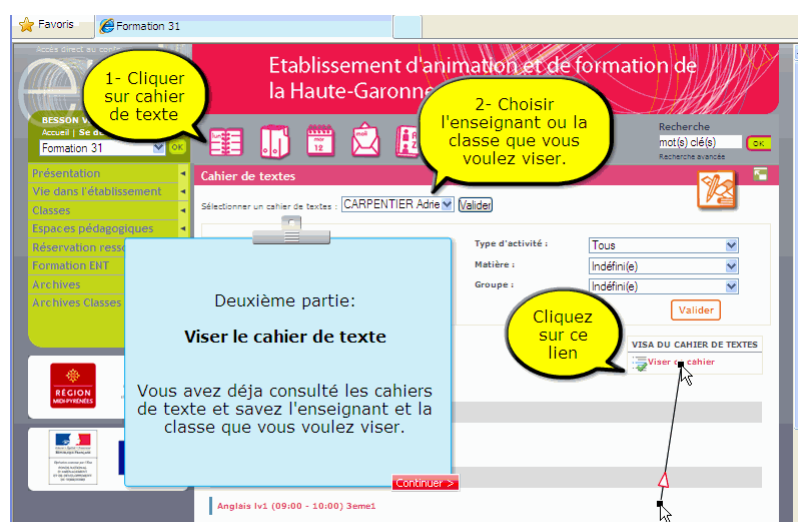 Favoris
Formation 31
Accès direct au
1- Cliquer
sur cahier
de texte
Etablissement d'animation et de formation de
la Haute-Garonne
2- Choisir
l'enseignant ou la
classe que vous
voulez viser.
BESSON V
Accueil | Se
Formation 31
OK
Recherche
mot(s) clé(s)
OK
Recherche avancée
Présentation
Vie dans l'établissement
Classes
Espaces pédagogiques
Réservation resso
Formation ENT
Archives
Archives Classes
Cahier de textes
Sélectionner un cahier de textes : CARPENTIER Adrie Valider
Type d'activité : Tous
Matière : Indéfini(e)
Groupe : Indéfini(e)
Valider
Deuxième partie:
Viser le cahier de texte
Vous avez déja consulté les cahiers
de texte et savez l'enseignant et la
classe que vous voulez viser.
Continuer >
Cliquez
sur ce
lien
VISA DU CAHIER DE TEXTES
Viser ce cahier
RÉGION
MIDI-PYRÉNÉES
Anglais lv1 (09:00 - 10:00) 3eme1